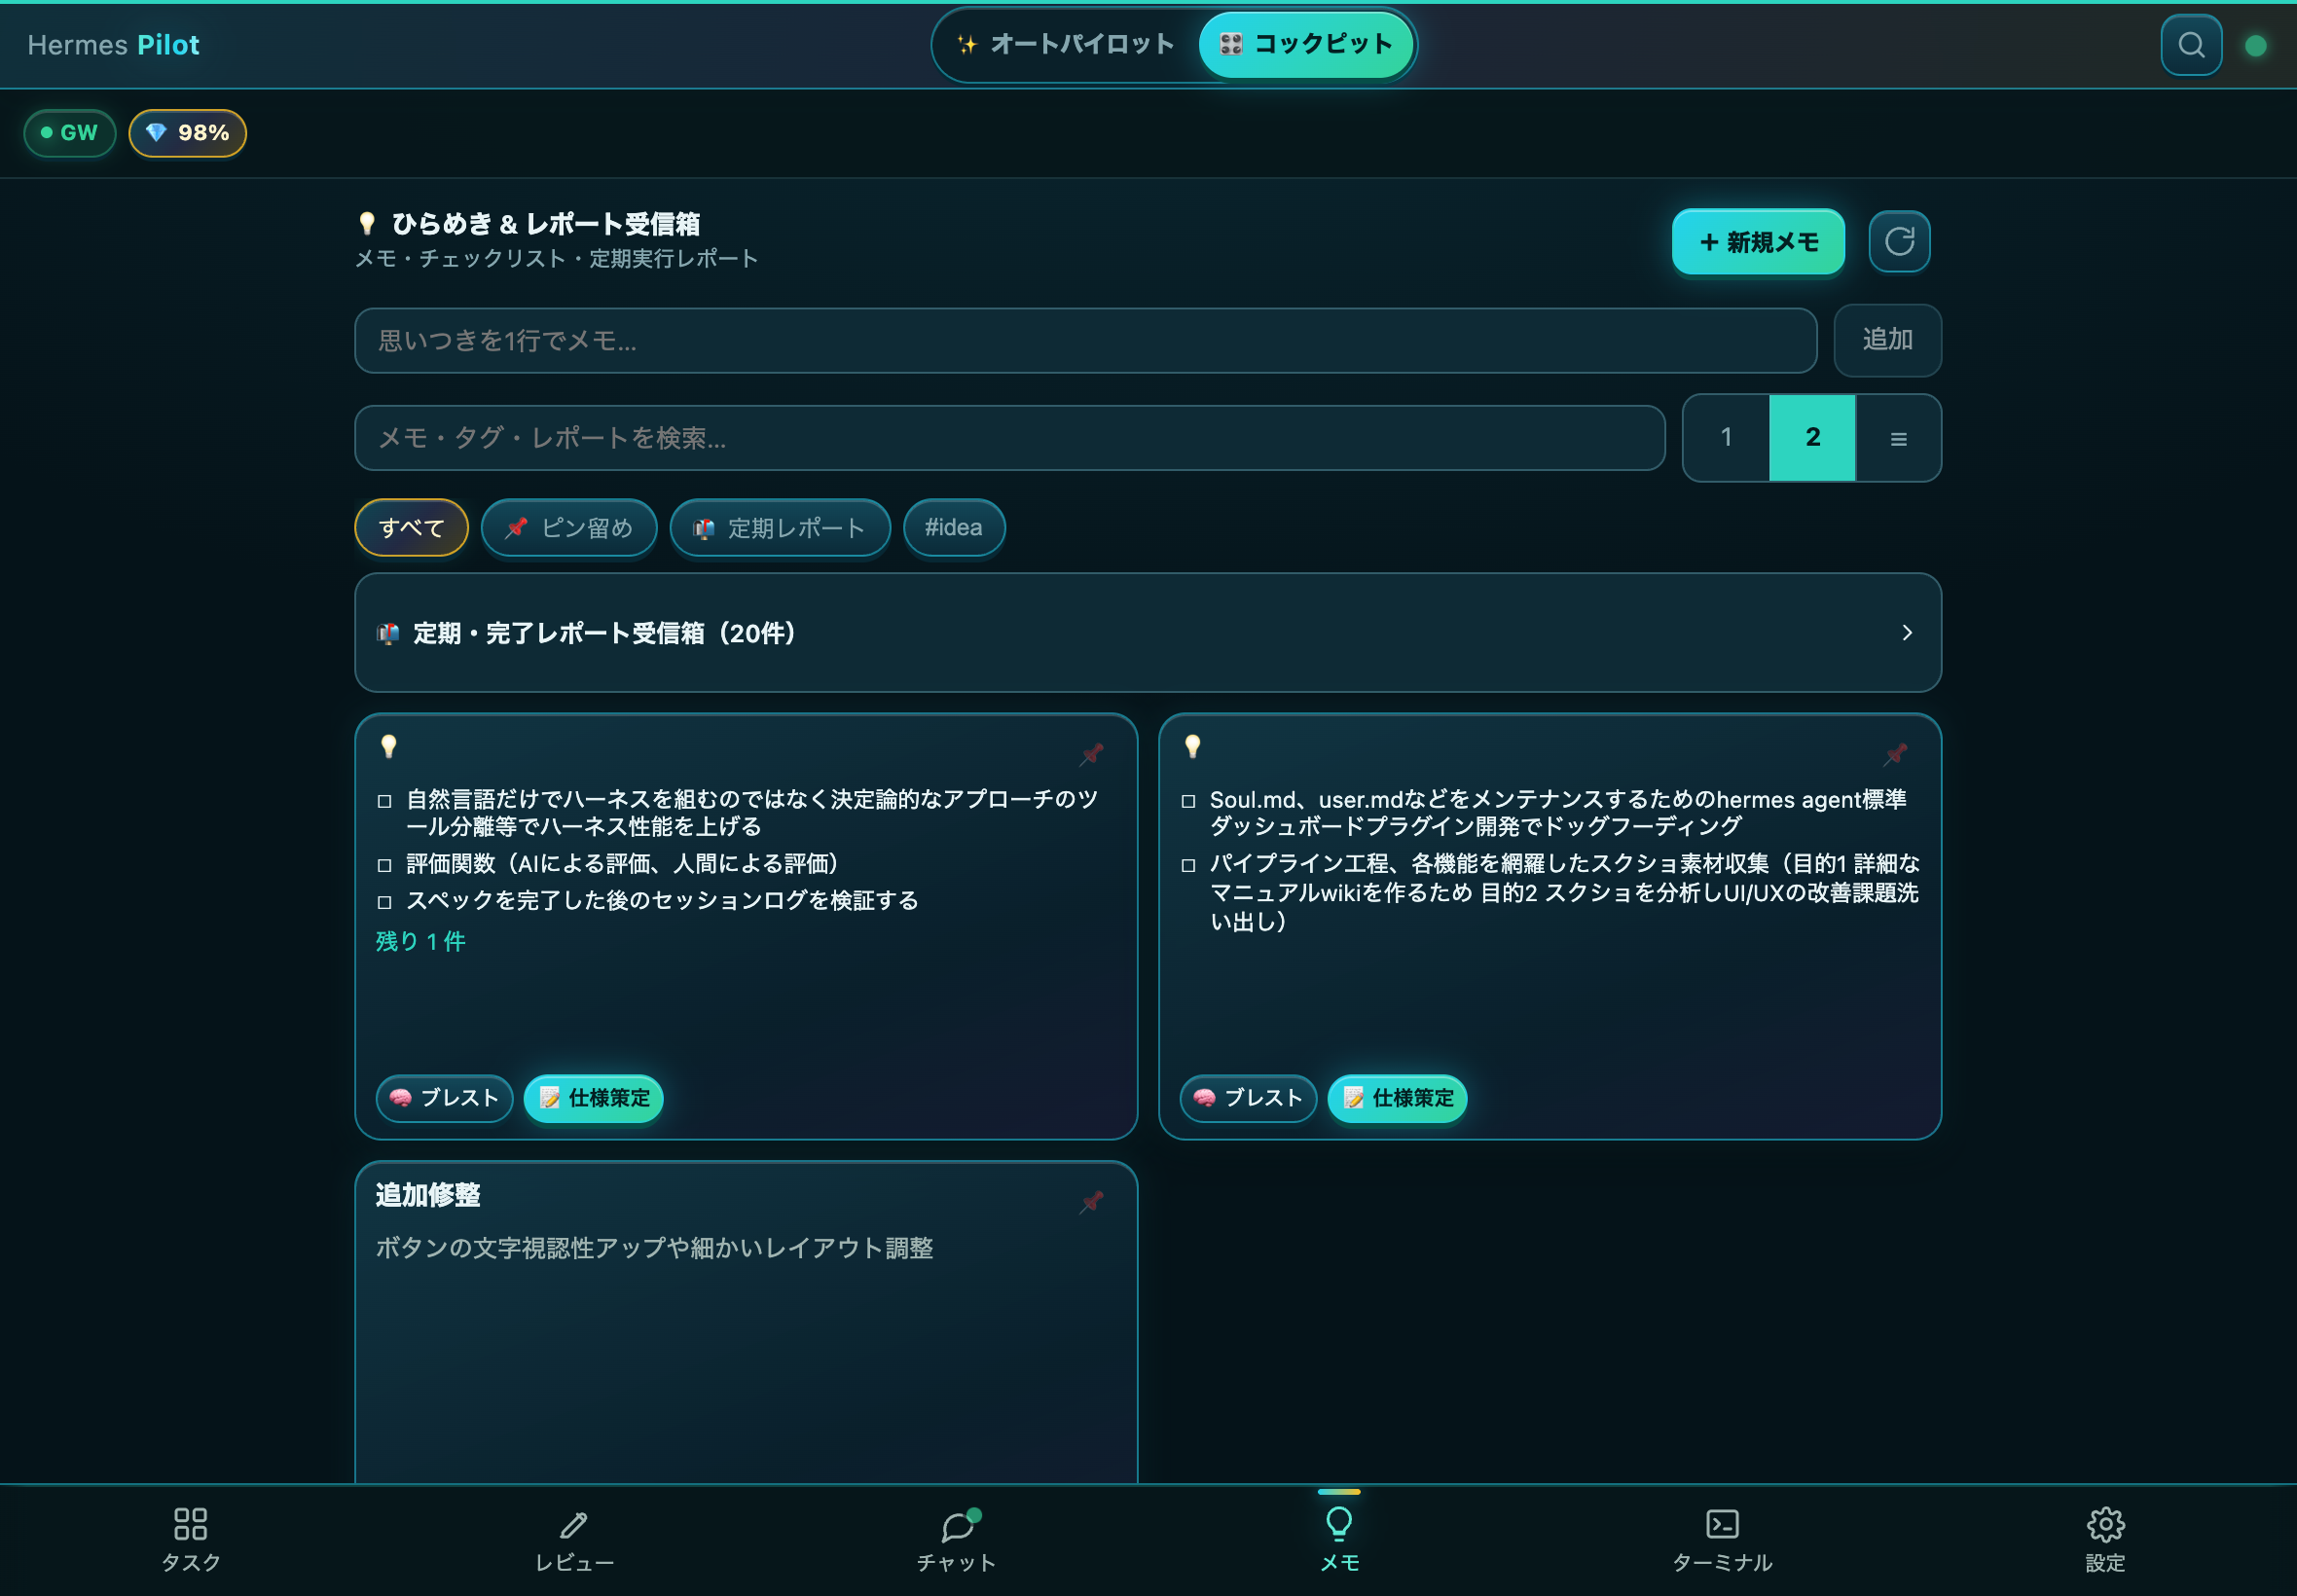 Hermes Pilot
✨ オートパイロット
🎛️ コックピット
GW
💎 98%
💡 ひらめき & レポート受信箱
メモ・チェックリスト・定期実行レポート
＋ 新規メモ
思いつきを1行でメモ...
追加
メモ・タグ・レポートを検索...
1
2
≡
すべて
📌 ピン留め
📬 定期レポート
#idea
📬 定期・完了レポート受信箱（20件）
💡
□ 自然言語だけでハーネスを組むのではなく決定論的なアプローチのツ
ール分離等でハーネス性能を上げる
□ 評価関数（AIによる評価、人間による評価）
□ スペックを完了した後のセッションログを検証する
残り 1 件
🧠 ブレスト
📝 仕様策定
💡
□ Soul.md、user.mdなどをメンテナンスするためのhermes agent標準
ダッシュボードプラグイン開発でドッグフーディング
□ パイプライン工程、各機能を網羅したスクショ素材収集（目的1 詳細な
マニュアルwikiを作るため 目的2 スクショを分析しUI/UXの改善課題洗
い出し）
🧠 ブレスト
📝 仕様策定
追加修整
ボタンの文字視認性アップや細かいレイアウト調整
タスク
レビュー
チャット
メモ
ターミナル
設定